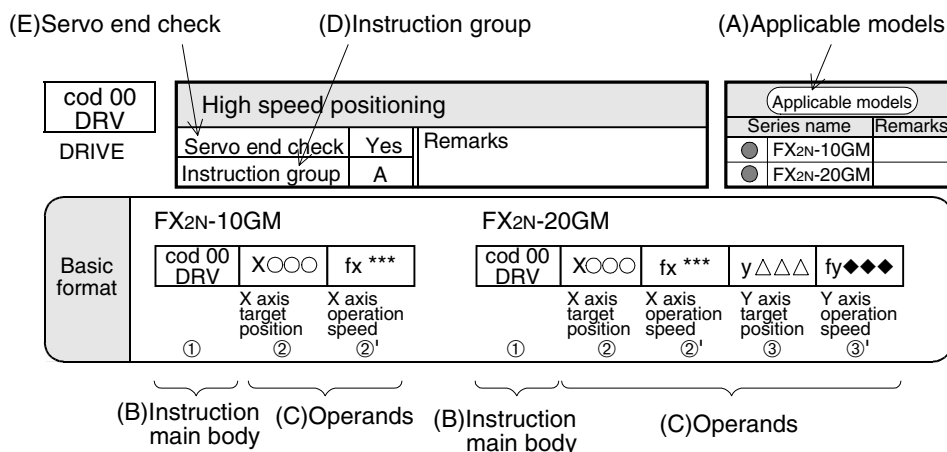 (E)Servo end check (D)Instruction group (A)Applicable models
cod 00
DRV
DRIVE
High speed positioning
Servo end check Yes Remarks
Instruction group A
Applicable models
Series name Remarks
● FX2N-10GM
● FX2N-20GM
Basic
format
FX2N-10GM
cod 00
DRV
X○○○ fx ***
X axis
target
position
X axis
operation
speed
① ② ②'
FX2N-20GM
cod 00
DRV
X○○○ fx *** y△△△ fy◆◆◆
X axis
target
position
X axis
operation
speed
Y axis
target
position
Y axis
operation
speed
① ② ②' ③ ③'
(B)Instruction
main body
(C)Operands
(B)Instruction
main body
(C)Operands